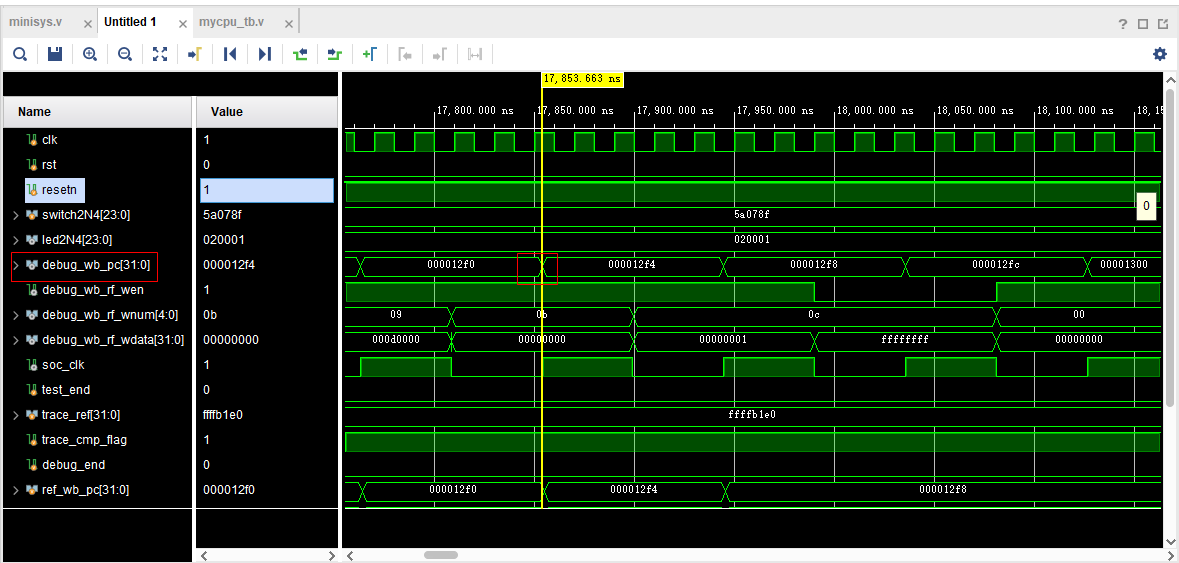 minisys.v × Untitled 1 × mycpu_tb.v ×
?
17,853.663 ns
Name Value
17,800.000 ns 17,850.000 ns 17,900.000 ns 17,950.000 ns 18,000.000 ns 18,050.000 ns 18,100.000 ns 18,15
clk 1
rst 0
resetn 1
0
switch2N4[23:0] 5a078f 5a078f
led2N4[23:0] 020001 020001
debug_wb_pc[31:0] 000012f4 000012f0 000012f4 000012f8 000012fc 00001300
debug_wb_rf_wen 1
debug_wb_rf_wnum[4:0] 0b 09 0b 0c 00
debug_wb_rf_wdata[31:0] 00000000 000d0000 00000000 00000001 ffffffff 00000000
soc_clk 1
test_end 0
trace_ref[31:0] ffffb1e0 ffffb1e0
trace_cmp_flag 1
debug_end 0
ref_wb_pc[31:0] 000012f0 000012f0 000012f4 000012f8